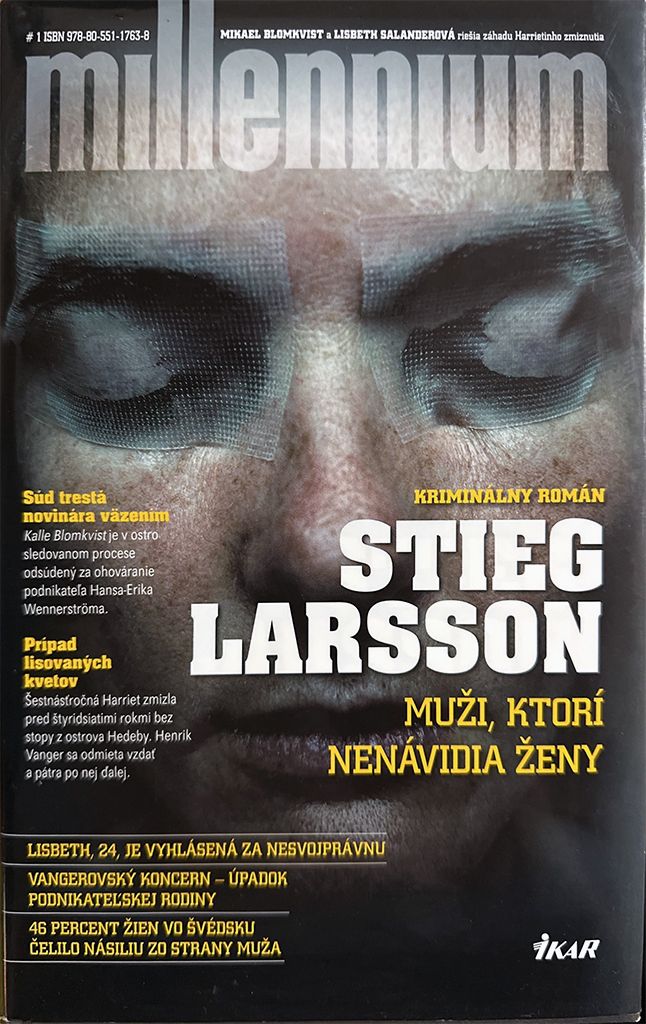 # 1 ISBN 978-80-551-1763-8
MIKAEL BLOMKVIST a LISBETH SALANDEROVÁ riešia záhadu Harrietinho zmiznutia
millennium
Súd trestá
novinára väzením
Kalle Blomkvist je v ostro
sledovanom procese
odsúdený za ohováranie
podnikateľa Hansa-Erika
Wennerströma.
Prípad
lisovaných
kvetov
Šestnásťročná Harriet zmizla
pred štyridsiatimi rokmi bez
stopy z ostrova Hedeby. Henrik
Vanger sa odmieta vzdať
a pátra po nej ďalej.
KRIMINÁLNY ROMÁN
STIEG
LARSSON
MUŽI, KTORÍ
NENÁVIDIA ŽENY
LISBETH, 24, JE VYHLÁSENÁ ZA NESVOJPRÁVNU
VANGEROVSKÝ KONCERN – ÚPADOK
PODNIKATEĽSKEJ RODINY
46 PERCENT ŽIEN VO ŠVÉDSKU
ČELILO NÁSILIU ZO STRANY MUŽA
IKAR